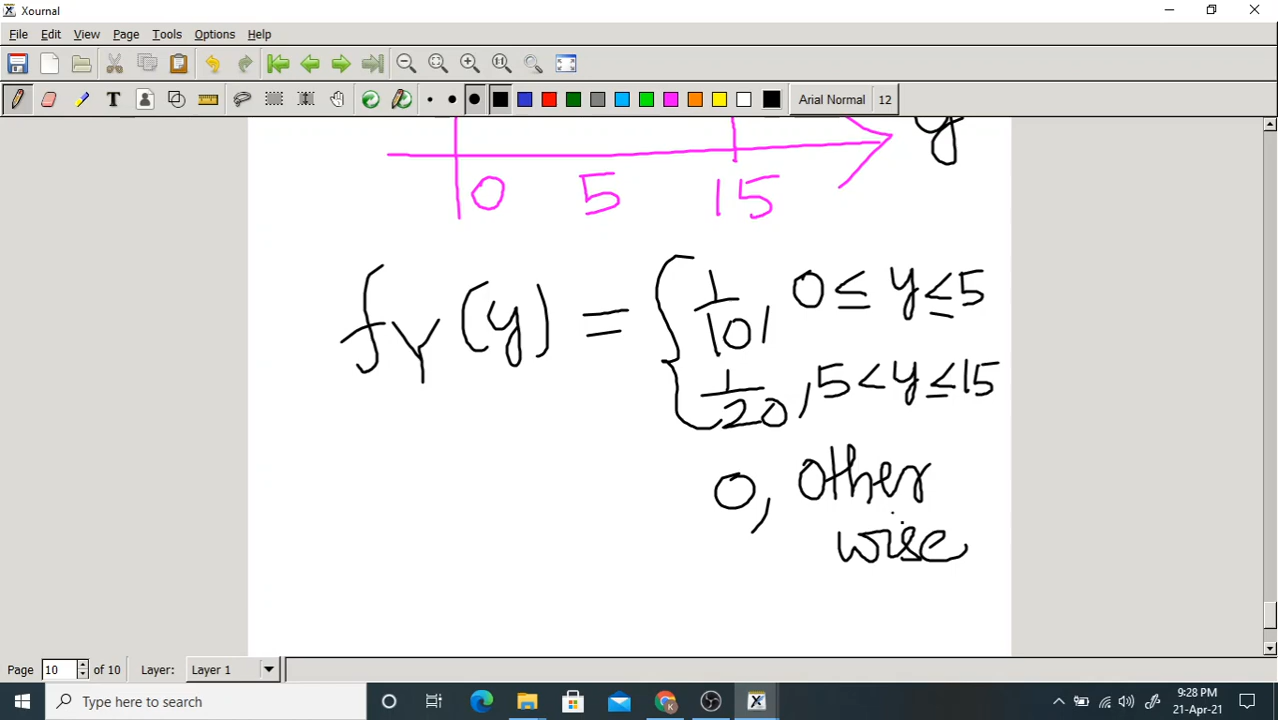 Xournal
File Edit View Page Tools Options Help
Arial Normal 12
y
0 5 15
f_Y(y) = { 1/10, 0 ≤ y ≤ 5
1/20, 5 < y ≤ 15
0, Other
wise
Page 10 of 10 Layer: Layer 1
Type here to search
9:28 PM
21-Apr-21